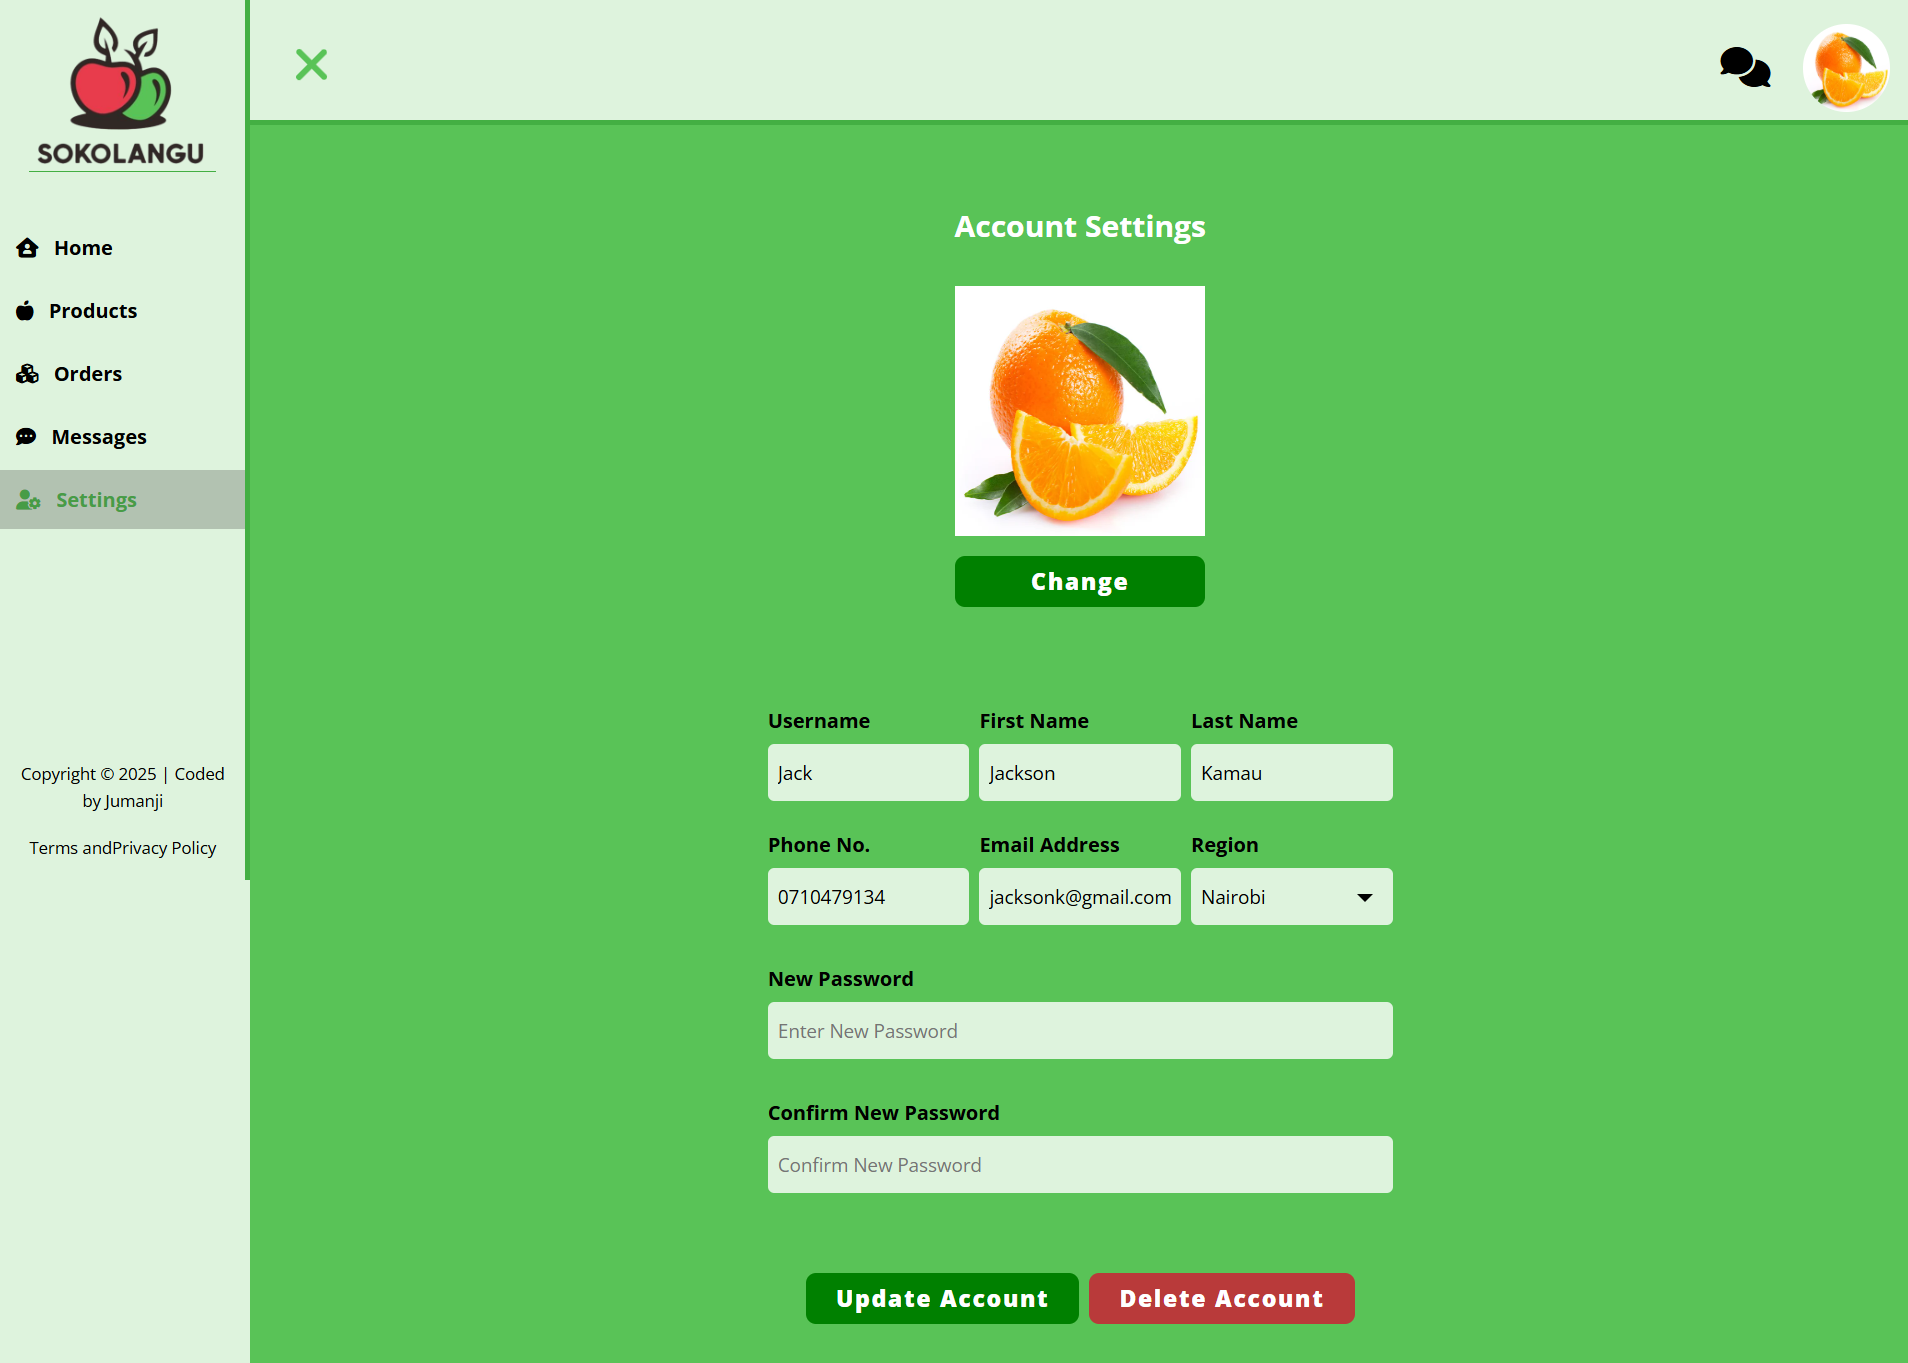 SOKOLANGU
Home
Products
Orders
Messages
Settings
Copyright © 2025 | Coded
by Jumanji
Terms andPrivacy Policy
Account Settings
Change
Username First Name Last Name
Jack Jackson Kamau
Phone No. Email Address Region
0710479134 jacksonk@gmail.com Nairobi
New Password
Enter New Password
Confirm New Password
Confirm New Password
Update Account Delete Account